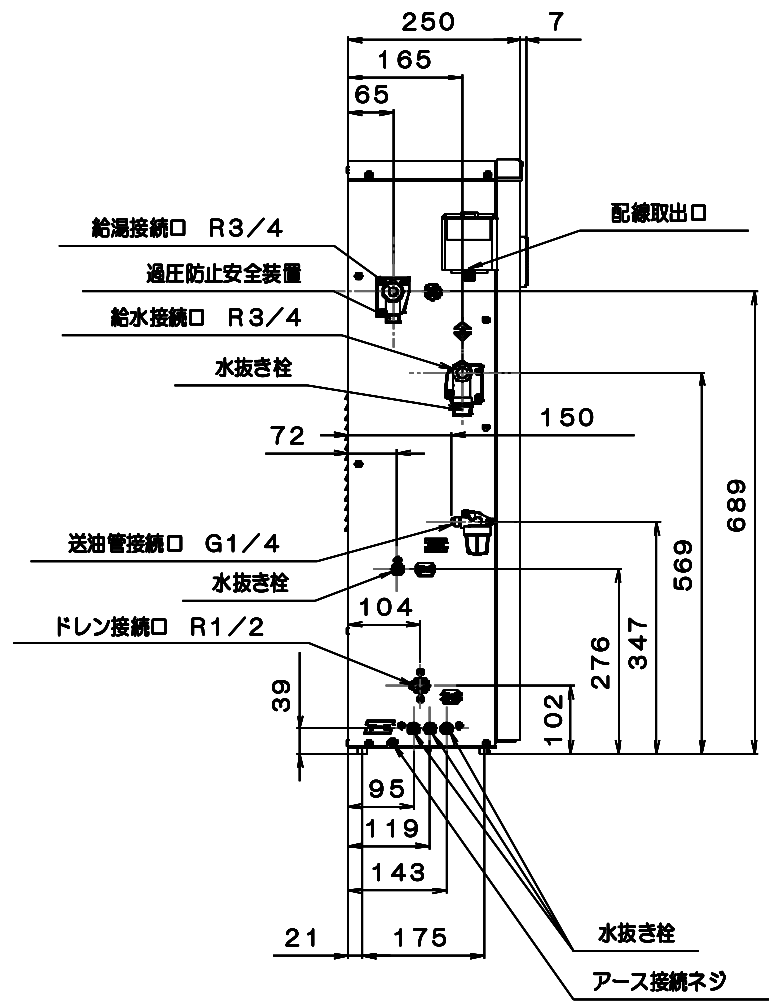 250
7
165
65
配線取出口
給湯接続口 R3/4
過圧防止安全装置
給水接続口 R3/4
水抜き栓
150
72
689
送油管接続口 G1/4
569
水抜き栓
104
ドレン接続口 R1/2
347
276
39
102
95
119
143
水抜き栓
21
175
アース接続ネジ